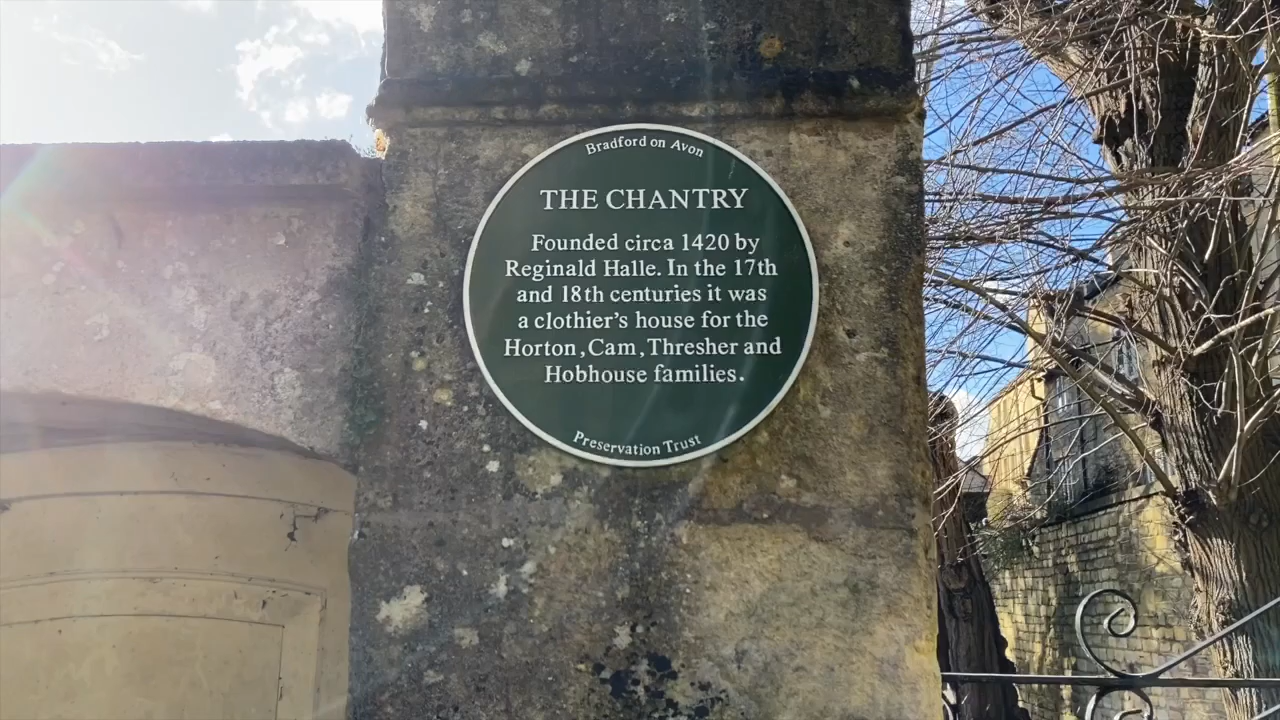 Bradford on Avon
THE CHANTRY
Founded circa 1420 by
Reginald Halle. In the 17th
and 18th centuries it was
a clothier's house for the
Horton, Cam, Thresher and
Hobhouse families.
Preservation Trust